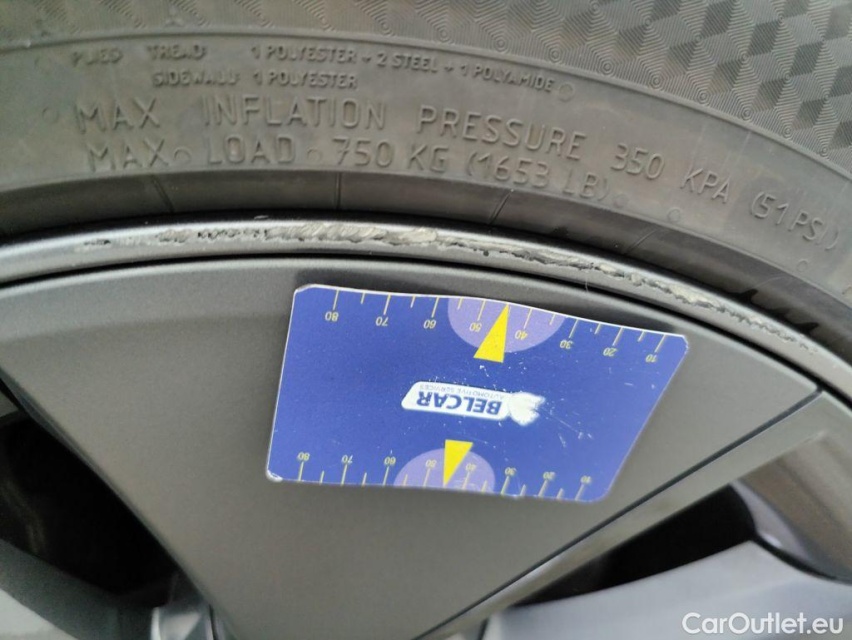 PLIES TREAD 1 POLYESTER + 2 STEEL + 1 POLYAMIDE
SIDEWALL 1 POLYESTER
MAX INFLATION PRESSURE 350 KPA (51 PSI)
MAX. LOAD 750 KG (1653 LB)
80 70 60 50 40 30 20 10
BELCAR
AUTOMOTIVE SERVICES
80 70 60 50 40 30 20 10
CarOutlet.eu